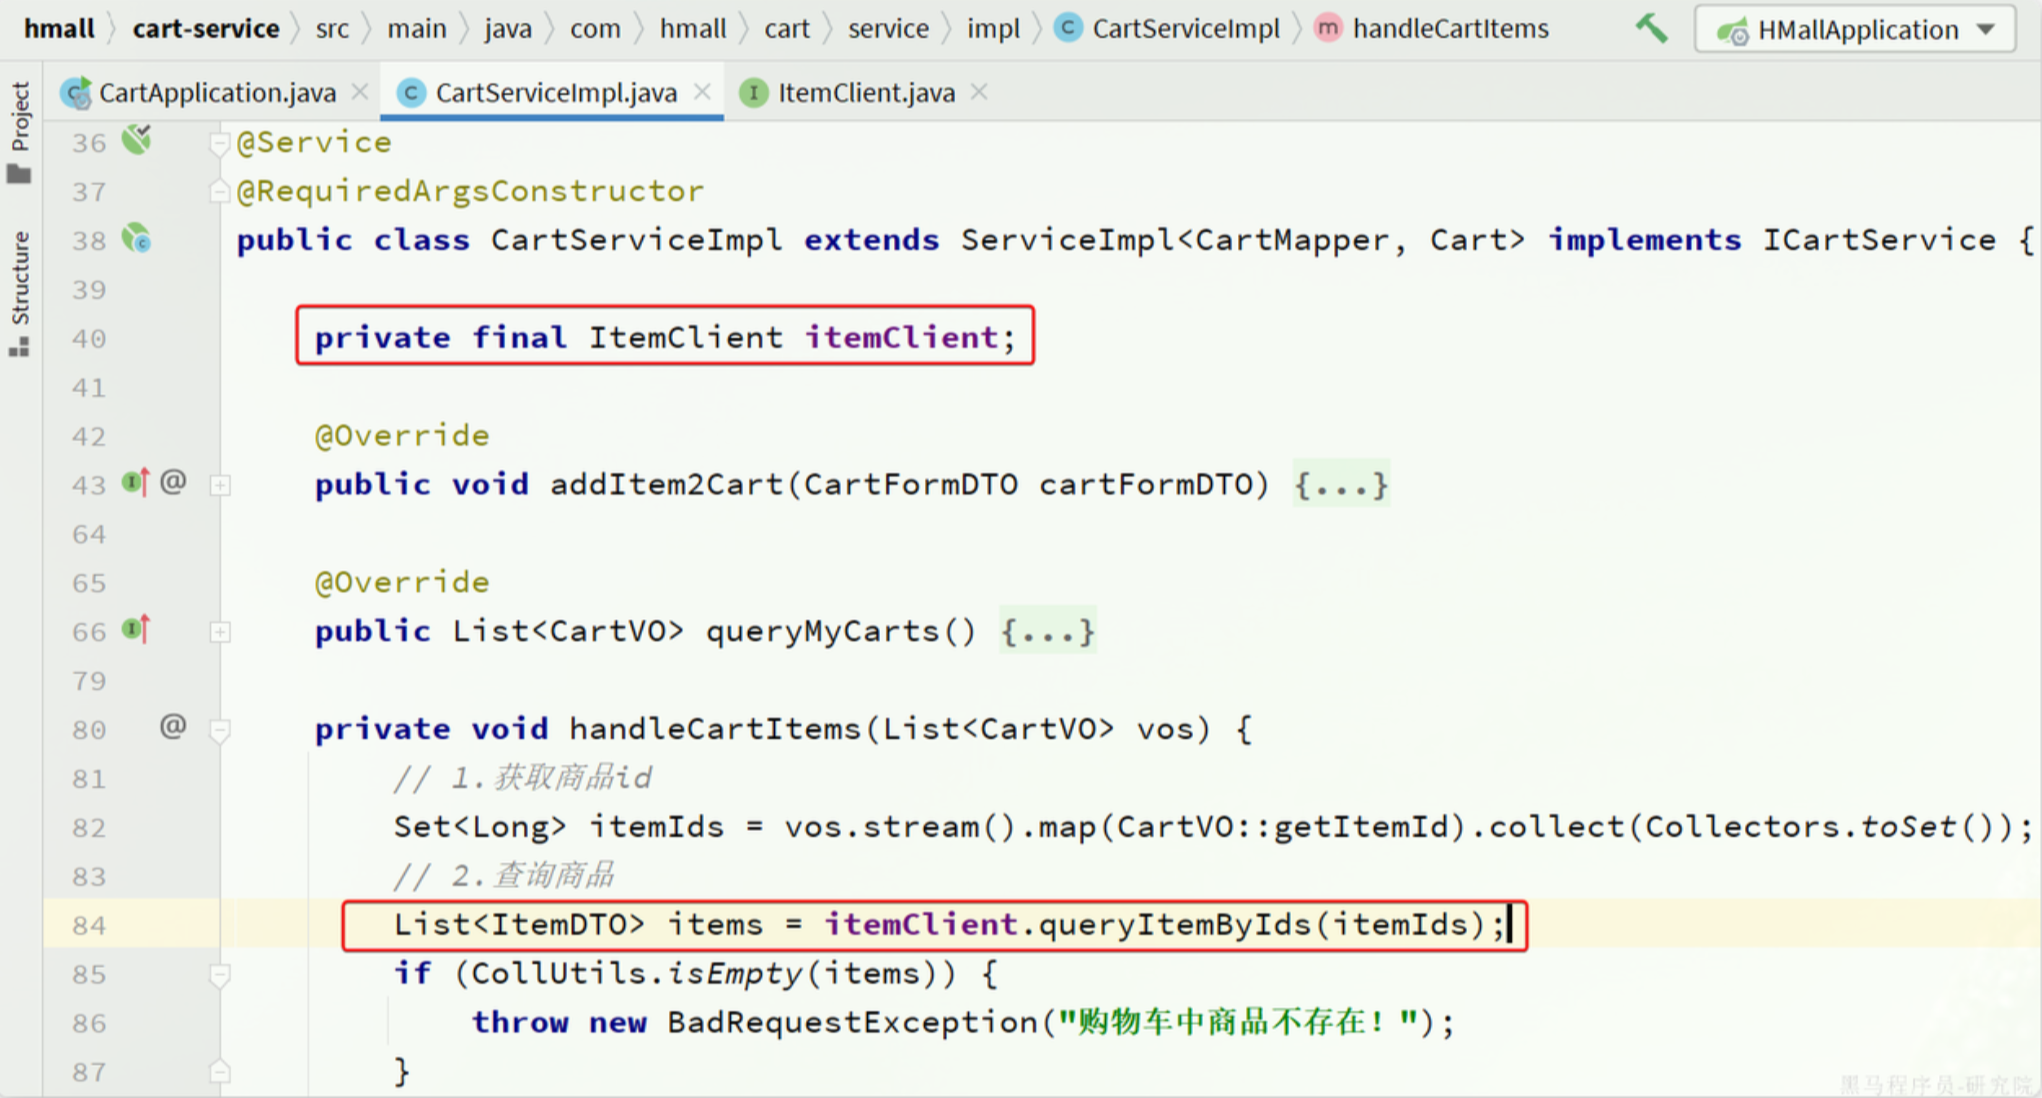 hmall cart-service src main java com hmall cart service impl CartServiceImpl handleCartItems HMallApplication
CartApplication.java CartServiceImpl.java ItemClient.java
Project
Structure
36 @Service
37 @RequiredArgsConstructor
38 public class CartServiceImpl extends ServiceImpl<CartMapper, Cart> implements ICartService {
39
40 private final ItemClient itemClient;
41
42 @Override
43 @ public void addItem2Cart(CartFormDTO cartFormDTO) {...}
64
65 @Override
66 public List<CartVO> queryMyCarts() {...}
79
80 @ private void handleCartItems(List<CartVO> vos) {
81 // 1.获取商品id
82 Set<Long> itemIds = vos.stream().map(CartVO::getItemId).collect(Collectors.toSet());
83 // 2.查询商品
84 List<ItemDTO> items = itemClient.queryItemByIds(itemIds);
85 if (CollUtils.isEmpty(items)) {
86 throw new BadRequestException("购物车中商品不存在！");
87 }
黑马程序员-研究院